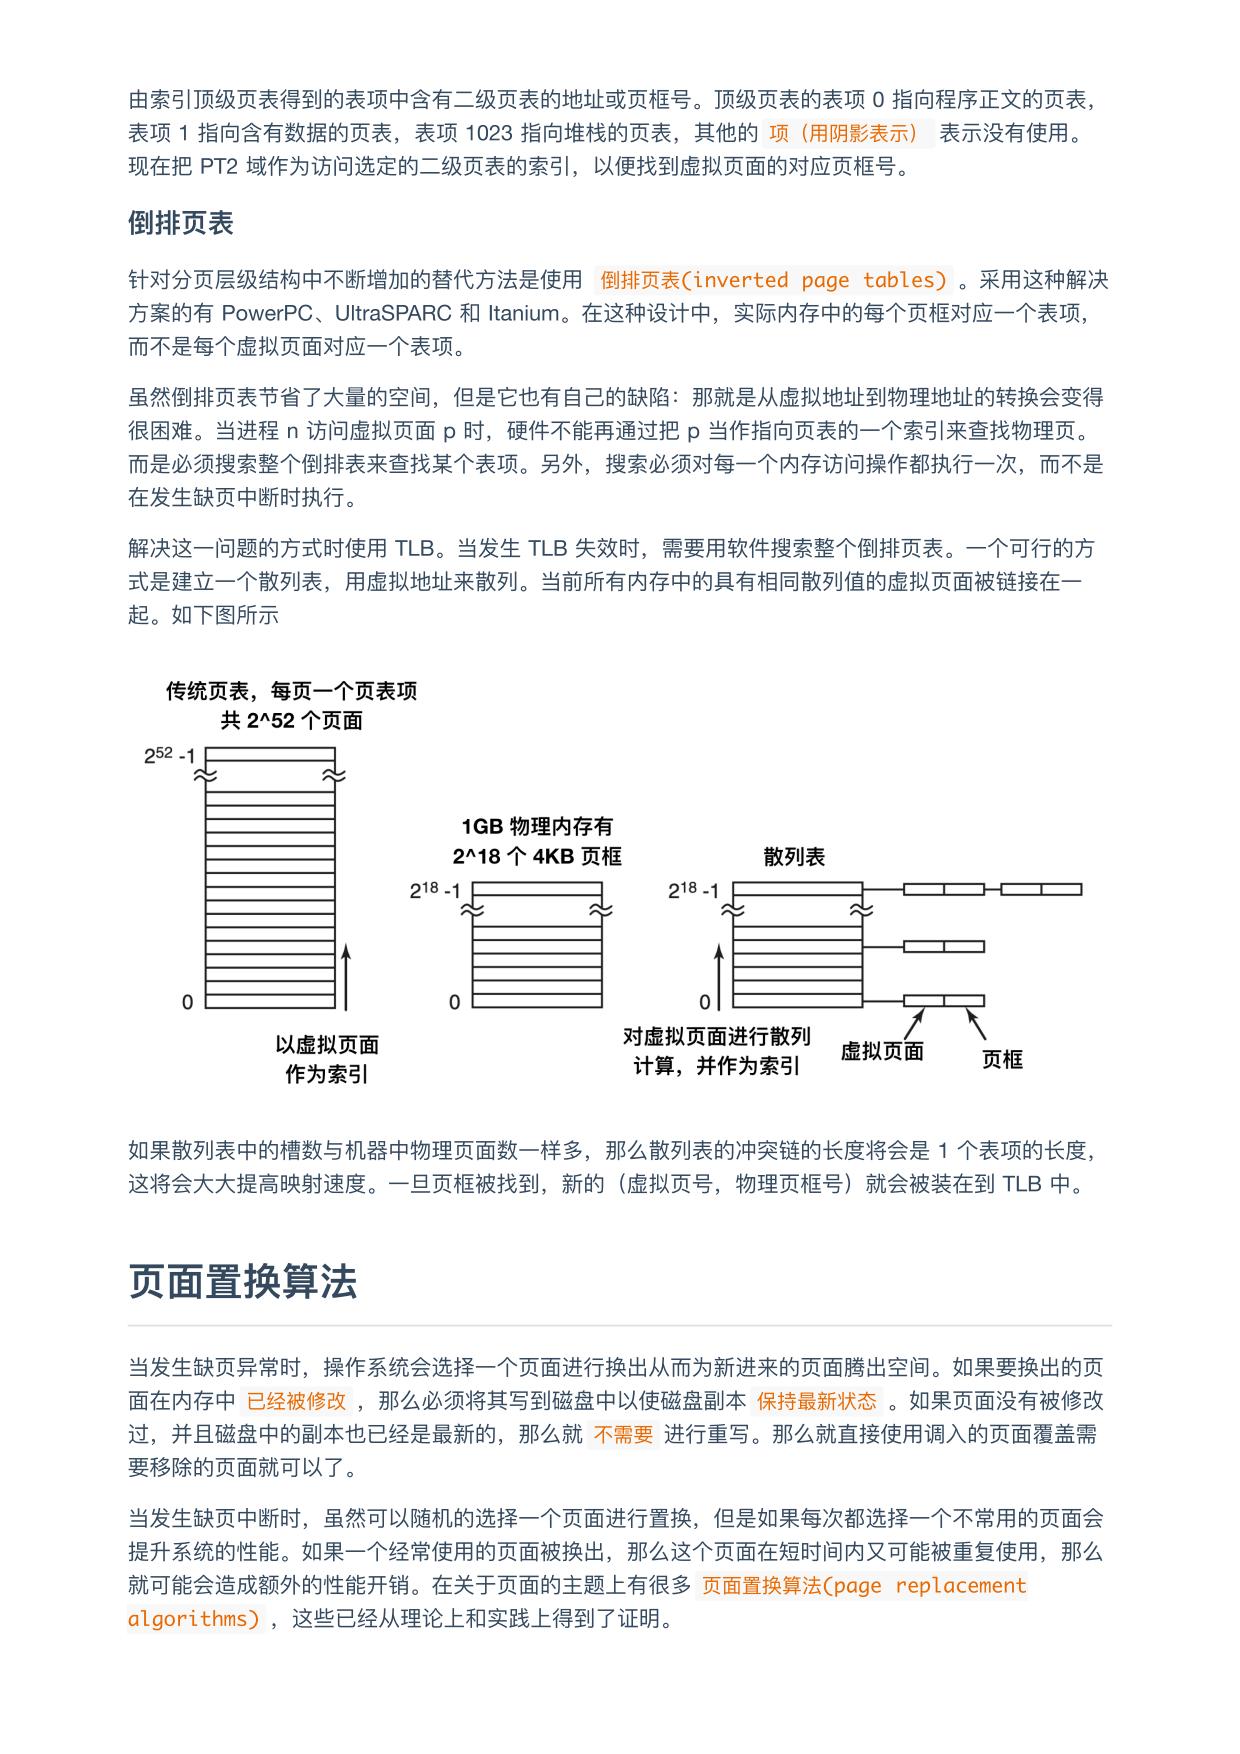 由索引顶级页表得到的表项中含有二级页表的地址或页框号。顶级页表的表项 0 指向程序正文的页表，
表项 1 指向含有数据的页表，表项 1023 指向堆栈的页表，其他的 项（用阴影表示） 表示没有使用。
现在把 PT2 域作为访问选定的二级页表的索引，以便找到虚拟页面的对应页框号。
倒排页表
针对分页层级结构中不断增加的替代方法是使用 倒排页表(inverted page tables) 。采用这种解决
方案的有 PowerPC、UltraSPARC 和 Itanium。在这种设计中，实际内存中的每个页框对应一个表项，
而不是每个虚拟页面对应一个表项。
虽然倒排页表节省了大量的空间，但是它也有自己的缺陷：那就是从虚拟地址到物理地址的转换会变得
很困难。当进程 n 访问虚拟页面 p 时，硬件不能再通过把 p 当作指向页表的一个索引来查找物理页。
而是必须搜索整个倒排表来查找某个表项。另外，搜索必须对每一个内存访问操作都执行一次，而不是
在发生缺页中断时执行。
解决这一问题的方式时使用 TLB。当发生 TLB 失效时，需要用软件搜索整个倒排页表。一个可行的方
式是建立一个散列表，用虚拟地址来散列。当前所有内存中的具有相同散列值的虚拟页面被链接在一
起。如下图所示
传统页表，每页一个页表项
共 2^52 个页面
2⁵² -1
0
以虚拟页面
作为索引
1GB 物理内存有
2^18 个 4KB 页框
2¹⁸ -1
0
散列表
2¹⁸ -1
0
对虚拟页面进行散列
计算，并作为索引
虚拟页面
页框
如果散列表中的槽数与机器中物理页面数一样多，那么散列表的冲突链的长度将会是 1 个表项的长度，
这将会大大提高映射速度。一旦页框被找到，新的（虚拟页号，物理页框号）就会被装在到 TLB 中。
页面置换算法
当发生缺页异常时，操作系统会选择一个页面进行换出从而为新进来的页面腾出空间。如果要换出的页
面在内存中 已经被修改 ，那么必须将其写到磁盘中以使磁盘副本 保持最新状态 。如果页面没有被修改
过，并且磁盘中的副本也已经是最新的，那么就 不需要 进行重写。那么就直接使用调入的页面覆盖需
要移除的页面就可以了。
当发生缺页中断时，虽然可以随机的选择一个页面进行置换，但是如果每次都选择一个不常用的页面会
提升系统的性能。如果一个经常使用的页面被换出，那么这个页面在短时间内又可能被重复使用，那么
就可能会造成额外的性能开销。在关于页面的主题上有很多 页面置换算法(page replacement
algorithms) ，这些已经从理论上和实践上得到了证明。